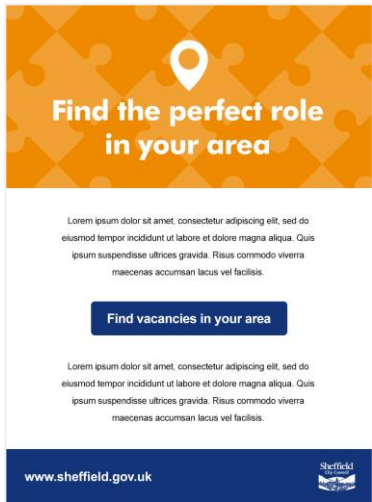 Find the perfect role
in your area
Lorem ipsum dolor sit amet, consectetur adipiscing elit, sed do
eiusmod tempor incididunt ut labore et dolore magna aliqua. Quis
ipsum suspendisse ultrices gravida. Risus commodo viverra
maecenas accumsan lacus vel facilisis.
Find vacancies in your area
Lorem ipsum dolor sit amet, consectetur adipiscing elit, sed do
eiusmod tempor incididunt ut labore et dolore magna aliqua. Quis
ipsum suspendisse ultrices gravida. Risus commodo viverra
maecenas accumsan lacus vel facilisis.
www.sheffield.gov.uk
Sheffield
City Council